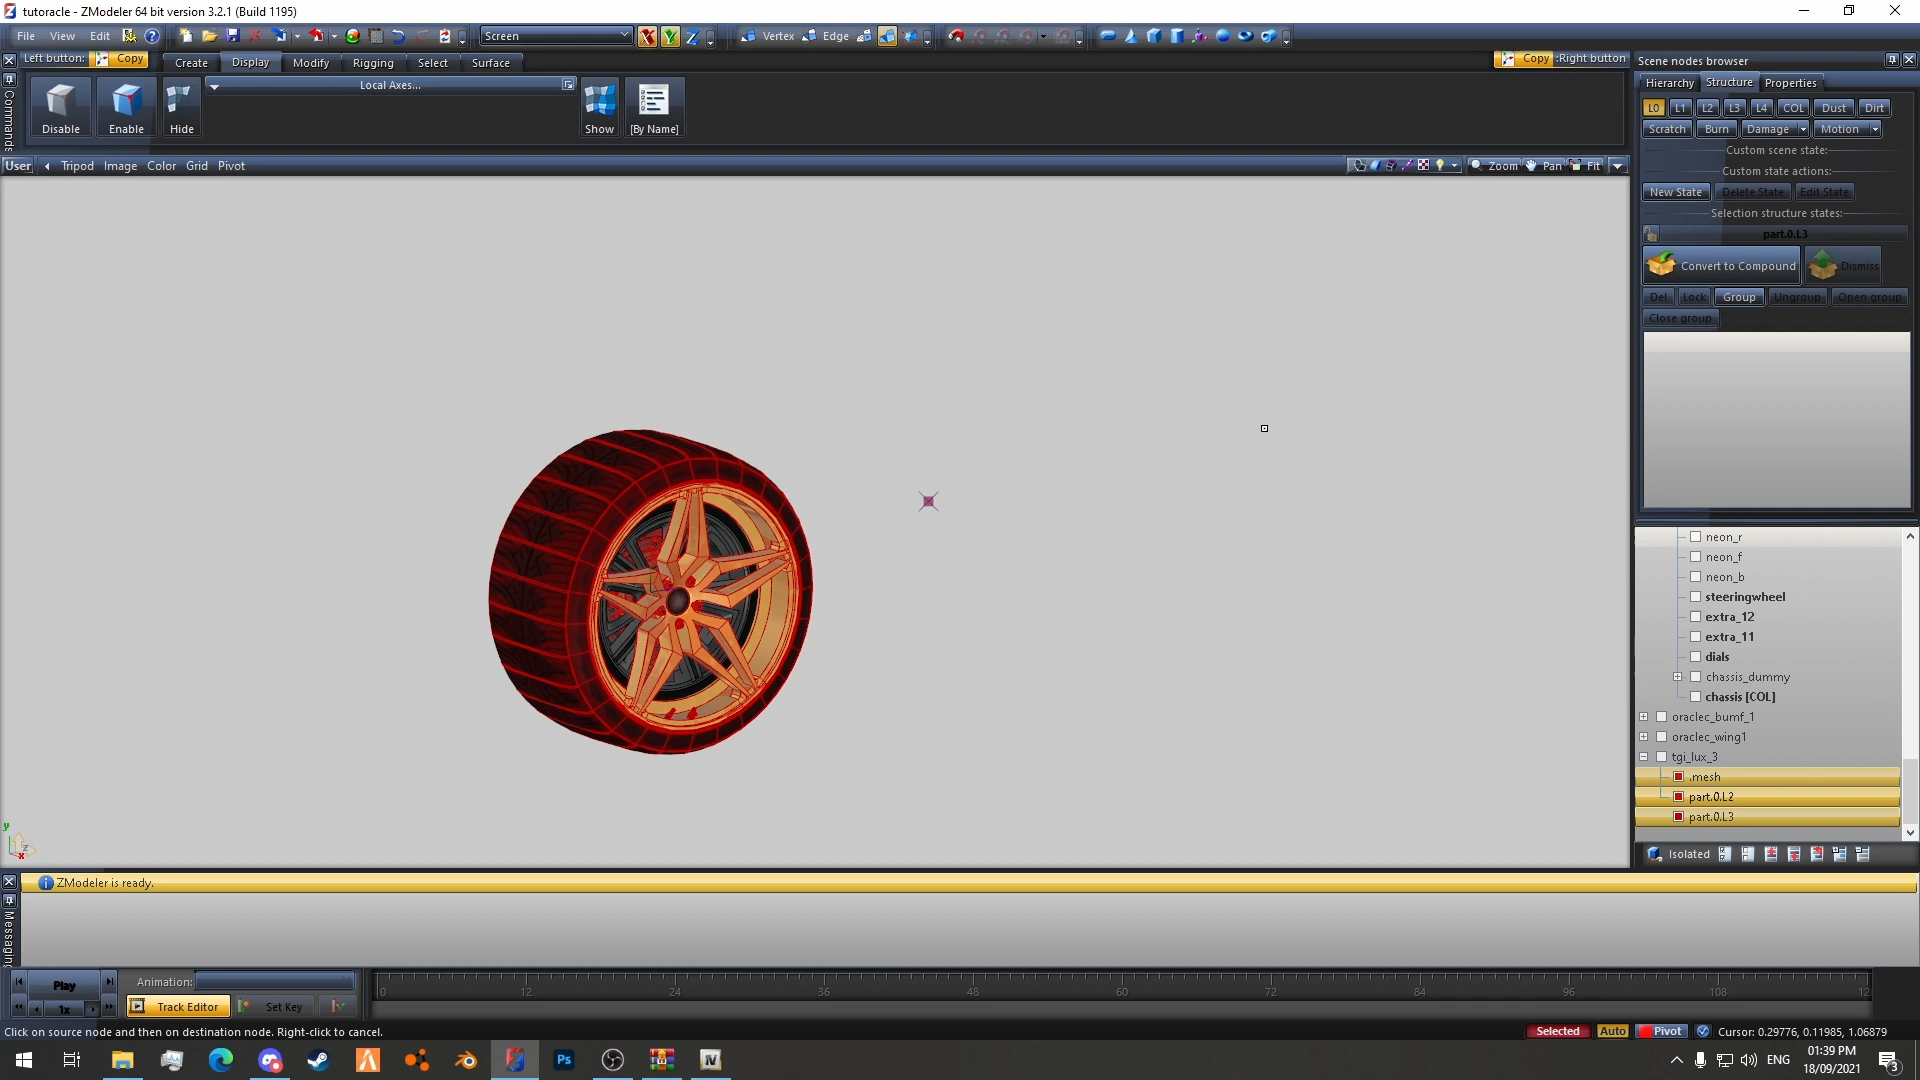 tutoracle - ZModeler 64 bit version 3.2.1 (Build 1195)
File View Edit Screen Vertex Edge
Left button: Copy Create Display Modify Rigging Select Surface Copy :Right button
Commands
Local Axes...
Disable Enable Hide Show [By Name]
User Tripod Image Color Grid Pivot Zoom Pan Fit
Scene nodes browser
Hierarchy Structure Properties
L0 L1 L2 L3 L4 COL Dust Dirt
Scratch Burn Damage Motion
Custom scene state:
Custom state actions:
New State Delete State Edit State
Selection structure states:
part.0.L3
Convert to Compound Dismiss
Del Lock Group Ungroup Open group
Close group
neon_r
neon_f
neon_b
steeringwheel
extra_12
extra_11
dials
chassis_dummy
chassis [COL]
oraclec_bumf_1
oraclec_wing1
tgi_lux_3
.mesh
part.0.L2
part.0.L3
Isolated
y
z
x
ZModeler is ready.
Messaging
Play Animation:
1x Track Editor Set Key
0 12 24 36 48 60 72 84 96 108 12
Click on source node and then on destination node. Right-click to cancel.
Selected Auto Pivot Cursor: 0.29776, 0.11985, 1.06879
Ps IV ENG 01:39 PM
18/09/2021 3